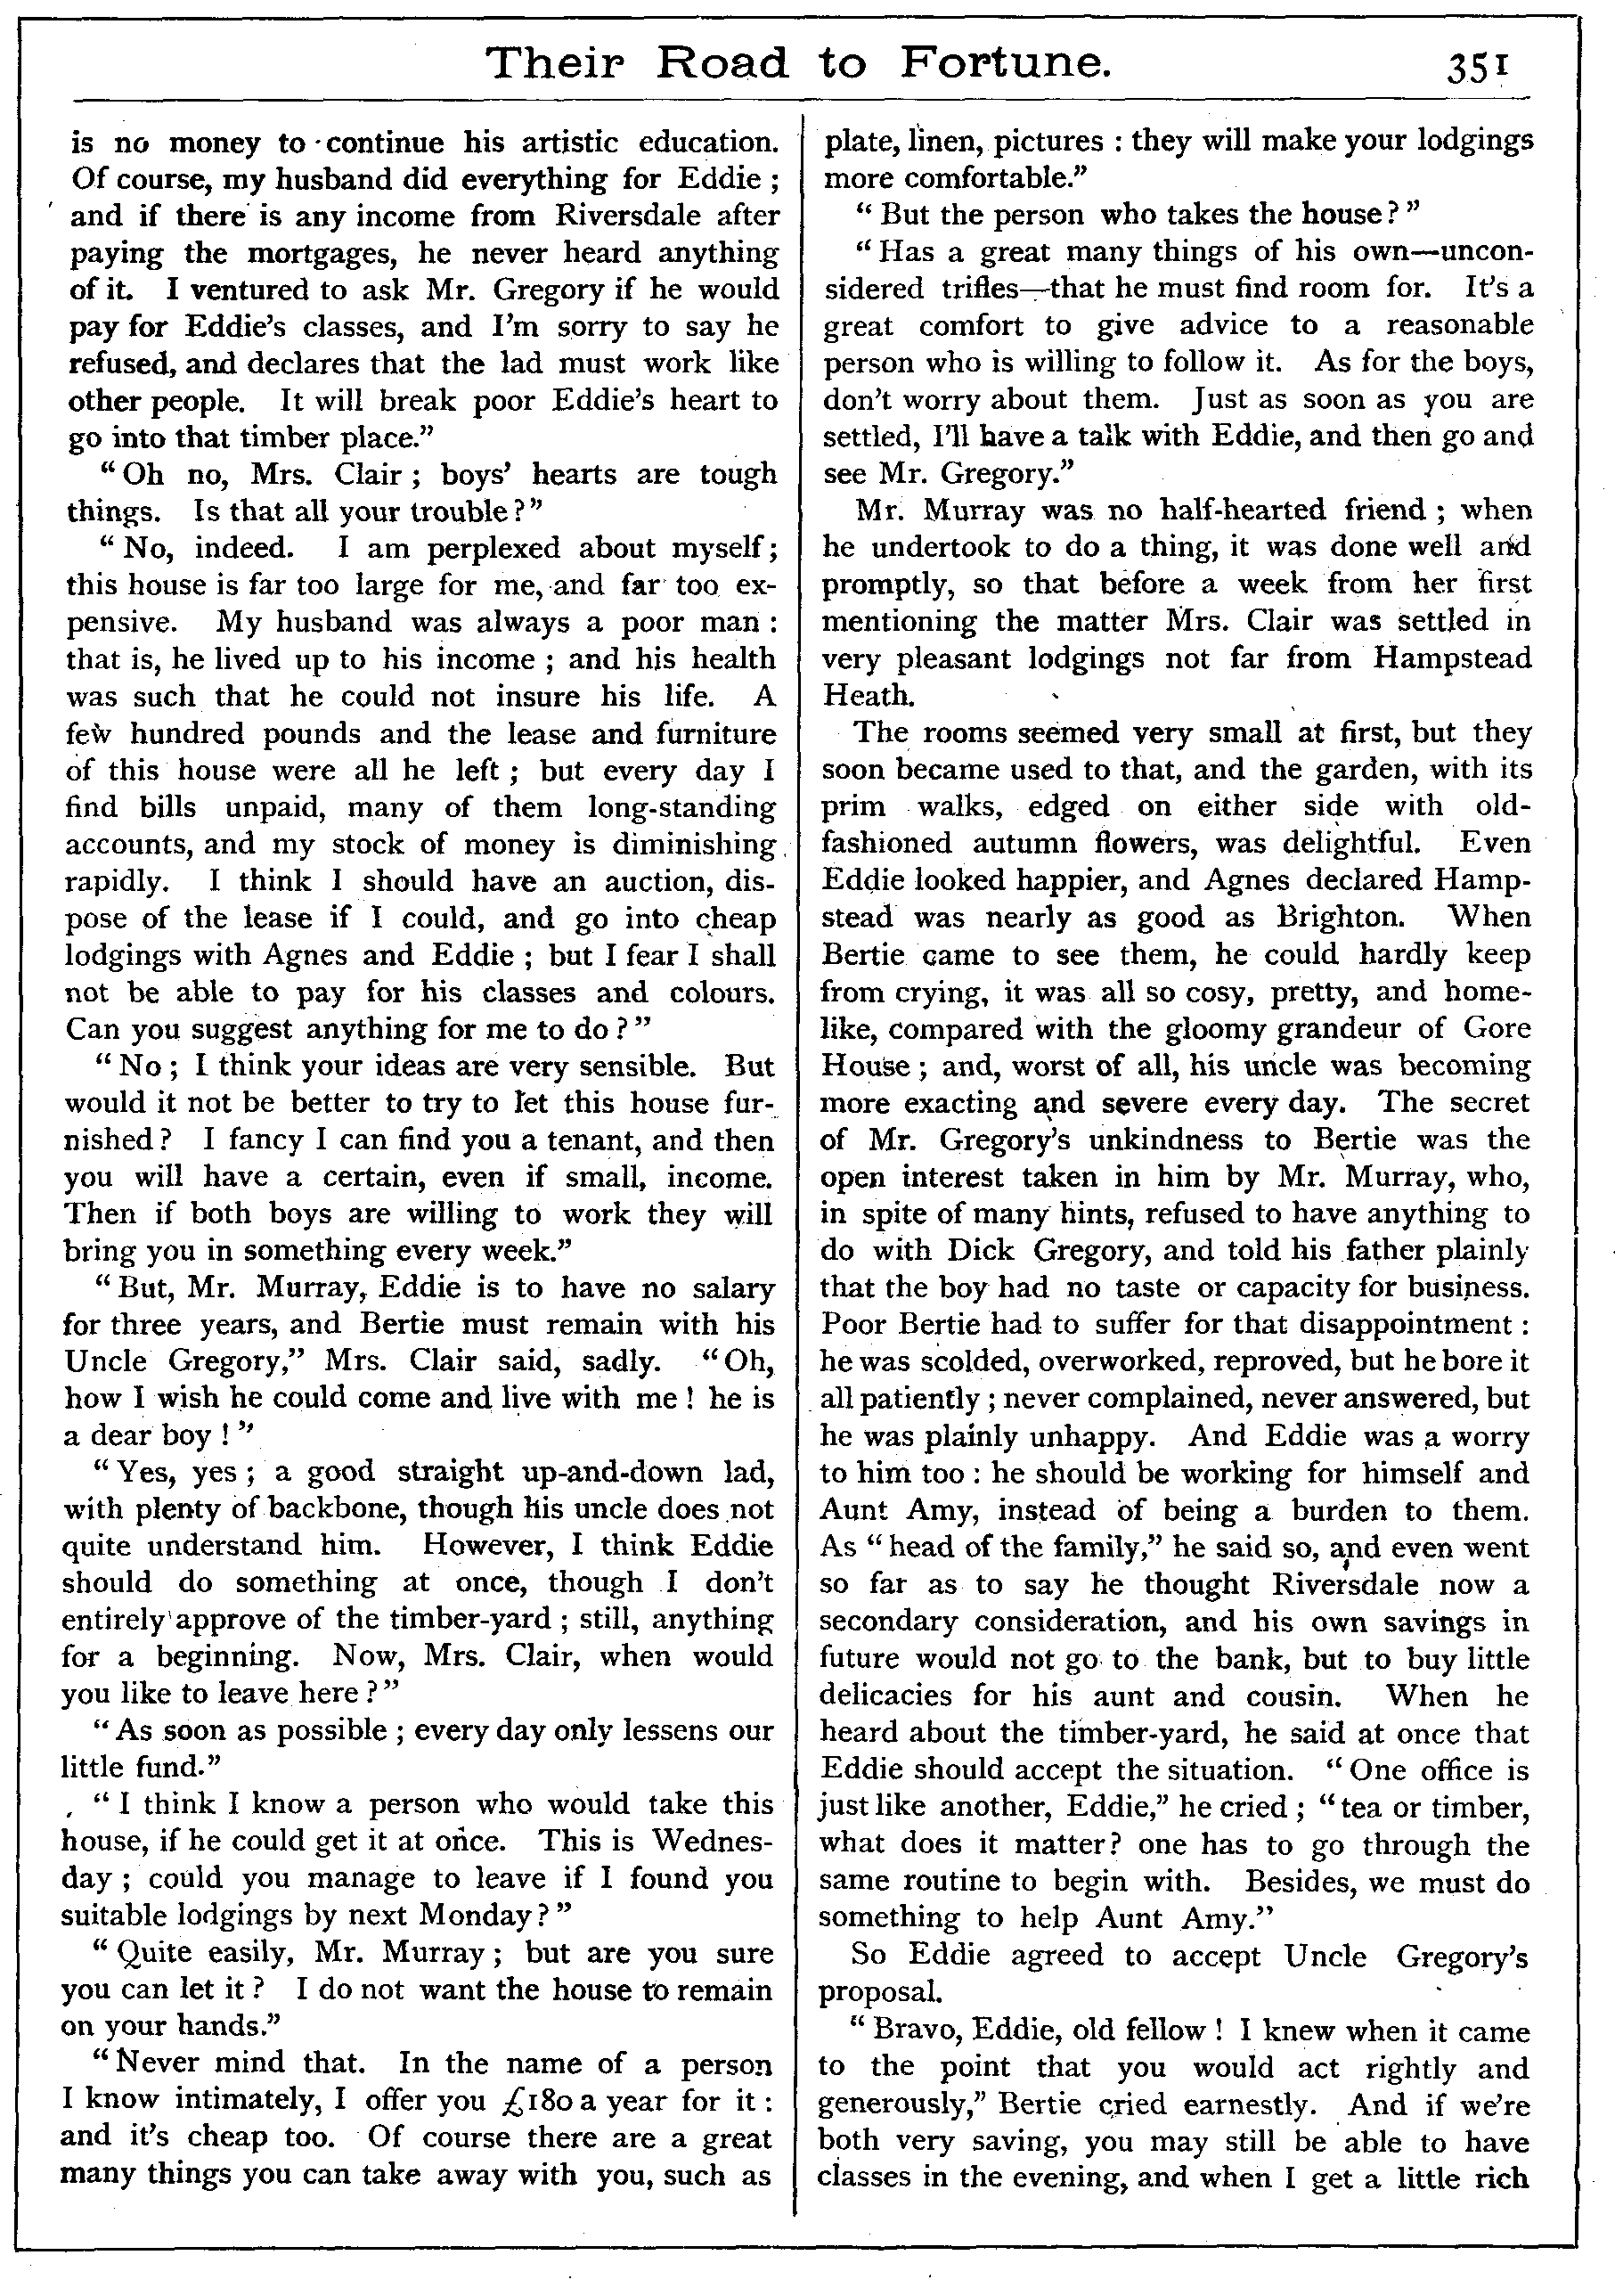 Their Road to Fortune. 351
is no money to continue his artistic education.
Of course, my husband did everything for Eddie ;
and if there is any income from Riversdale after
paying the mortgages, he never heard anything
of it. I ventured to ask Mr. Gregory if he would
pay for Eddie's classes, and I'm sorry to say he
refused, and declares that the lad must work like
other people. It will break poor Eddie's heart to
go into that timber place."
"Oh no, Mrs. Clair ; boys' hearts are tough
things. Is that all your trouble?"
"No, indeed. I am perplexed about myself;
this house is far too large for me, and far too ex-
pensive. My husband was always a poor man :
that is, he lived up to his income ; and his health
was such that he could not insure his life. A
few hundred pounds and the lease and furniture
of this house were all he left ; but every day I
find bills unpaid, many of them long-standing
accounts, and my stock of money is diminishing
rapidly. I think I should have an auction, dis-
pose of the lease if I could, and go into cheap
lodgings with Agnes and Eddie ; but I fear I shall
not be able to pay for his classes and colours.
Can you suggest anything for me to do ?"
"No ; I think your ideas are very sensible. But
would it not be better to try to let this house fur-
nished? I fancy I can find you a tenant, and then
you will have a certain, even if small, income.
Then if both boys are willing to work they will
bring you in something every week."
"But, Mr. Murray, Eddie is to have no salary
for three years, and Bertie must remain with his
Uncle Gregory," Mrs. Clair said, sadly. "Oh,
how I wish he could come and live with me ! he is
a dear boy !"
"Yes, yes ; a good straight up-and-down lad,
with plenty of backbone, though his uncle does not
quite understand him. However, I think Eddie
should do something at once, though I don't
entirely approve of the timber-yard ; still, anything
for a beginning. Now, Mrs. Clair, when would
you like to leave here ?"
"As soon as possible ; every day only lessens our
little fund."
"I think I know a person who would take this
house, if he could get it at once. This is Wednes-
day ; could you manage to leave if I found you
suitable lodgings by next Monday?"
"Quite easily, Mr. Murray ; but are you sure
you can let it ? I do not want the house to remain
on your hands."
"Never mind that. In the name of a person
I know intimately, I offer you £180 a year for it :
and it's cheap too. Of course there are a great
many things you can take away with you, such as
plate, linen, pictures : they will make your lodgings
more comfortable."
"But the person who takes the house?"
"Has a great many things of his own—uncon-
sidered trifles—that he must find room for. It's a
great comfort to give advice to a reasonable
person who is willing to follow it. As for the boys,
don't worry about them. Just as soon as you are
settled, I'll have a talk with Eddie, and then go and
see Mr. Gregory."
Mr. Murray was no half-hearted friend ; when
he undertook to do a thing, it was done well and
promptly, so that before a week from her first
mentioning the matter Mrs. Clair was settled in
very pleasant lodgings not far from Hampstead
Heath.
The rooms seemed very small at first, but they
soon became used to that, and the garden, with its
prim walks, edged on either side with old-
fashioned autumn flowers, was delightful. Even
Eddie looked happier, and Agnes declared Hamp-
stead was nearly as good as Brighton. When
Bertie came to see them, he could hardly keep
from crying, it was all so cosy, pretty, and home-
like, compared with the gloomy grandeur of Gore
House ; and, worst of all, his uncle was becoming
more exacting and severe every day. The secret
of Mr. Gregory's unkindness to Bertie was the
open interest taken in him by Mr. Murray, who,
in spite of many hints, refused to have anything to
do with Dick Gregory, and told his father plainly
that the boy had no taste or capacity for business.
Poor Bertie had to suffer for that disappointment :
he was scolded, overworked, reproved, but he bore it
all patiently ; never complained, never answered, but
he was plainly unhappy. And Eddie was a worry
to him too : he should be working for himself and
Aunt Amy, instead of being a burden to them.
As "head of the family," he said so, and even went
so far as to say he thought Riversdale now a
secondary consideration, and his own savings in
future would not go to the bank, but to buy little
delicacies for his aunt and cousin. When he
heard about the timber-yard, he said at once that
Eddie should accept the situation. "One office is
just like another, Eddie," he cried ; "tea or timber,
what does it matter? one has to go through the
same routine to begin with. Besides, we must do
something to help Aunt Amy."
So Eddie agreed to accept Uncle Gregory's
proposal.
"Bravo, Eddie, old fellow ! I knew when it came
to the point that you would act rightly and
generously," Bertie cried earnestly. And if we're
both very saving, you may still be able to have
classes in the evening, and when I get a little rich